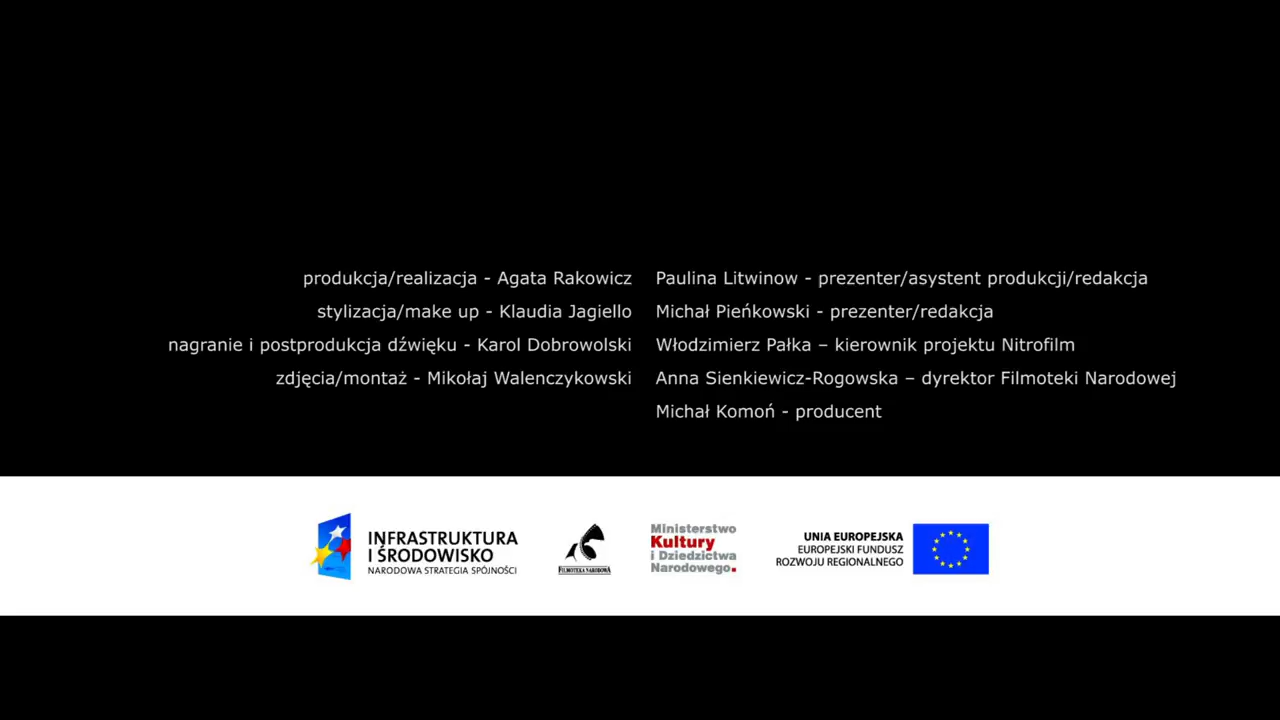 produkcja/realizacja - Agata Rakowicz
stylizacja/make up - Klaudia Jagiello
nagranie i postprodukcja dźwięku - Karol Dobrowolski
zdjęcia/montaż - Mikołaj Walenczykowski
Paulina Litwinow - prezenter/asystent produkcji/redakcja
Michał Pieńkowski - prezenter/redakcja
Włodzimierz Pałka – kierownik projektu Nitrofilm
Anna Sienkiewicz-Rogowska – dyrektor Filmoteki Narodowej
Michał Komoń - producent
INFRASTRUKTURA
I ŚRODOWISKO
NARODOWA STRATEGIA SPÓJNOŚCI
FILMOTEKA NARODOWA
Ministerstwo
Kultury
i Dziedzictwa
Narodowego.
UNIA EUROPEJSKA
EUROPEJSKI FUNDUSZ
ROZWOJU REGIONALNEGO